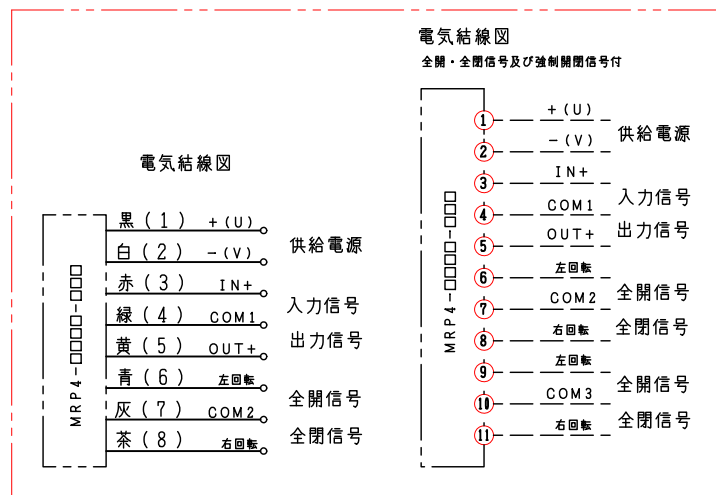 電気結線図
MRP4-□□□□-□□□
黒(1) +(U)
白(2) -(V)
供給電源
赤(3) IN+
入力信号
緑(4) COM1
出力信号
黄(5) OUT+
青(6) 左回転
全開信号
灰(7) COM2
全閉信号
茶(8) 右回転
電気結線図
全開・全閉信号及び強制開閉信号付
MRP4-□□□□-□□□
1 +(U)
供給電源
2 -(V)
3 IN+
入力信号
4 COM1
出力信号
5 OUT+
6 左回転
全開信号
7 COM2
全閉信号
8 右回転
9 左回転
全開信号
10 COM3
全閉信号
11 右回転